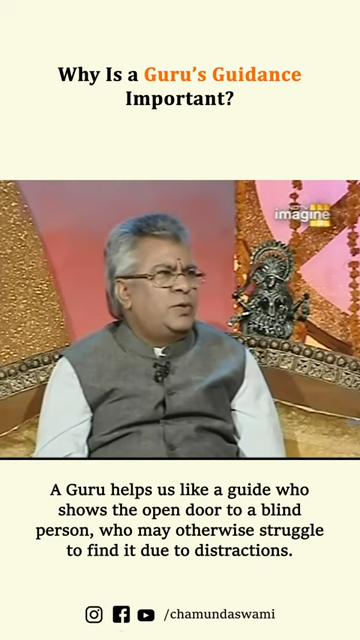 Why Is a Guru's Guidance
Important?
NDTV
imagine
A Guru helps us like a guide who
shows the open door to a blind
person, who may otherwise struggle
to find it due to distractions.
/chamundaswami